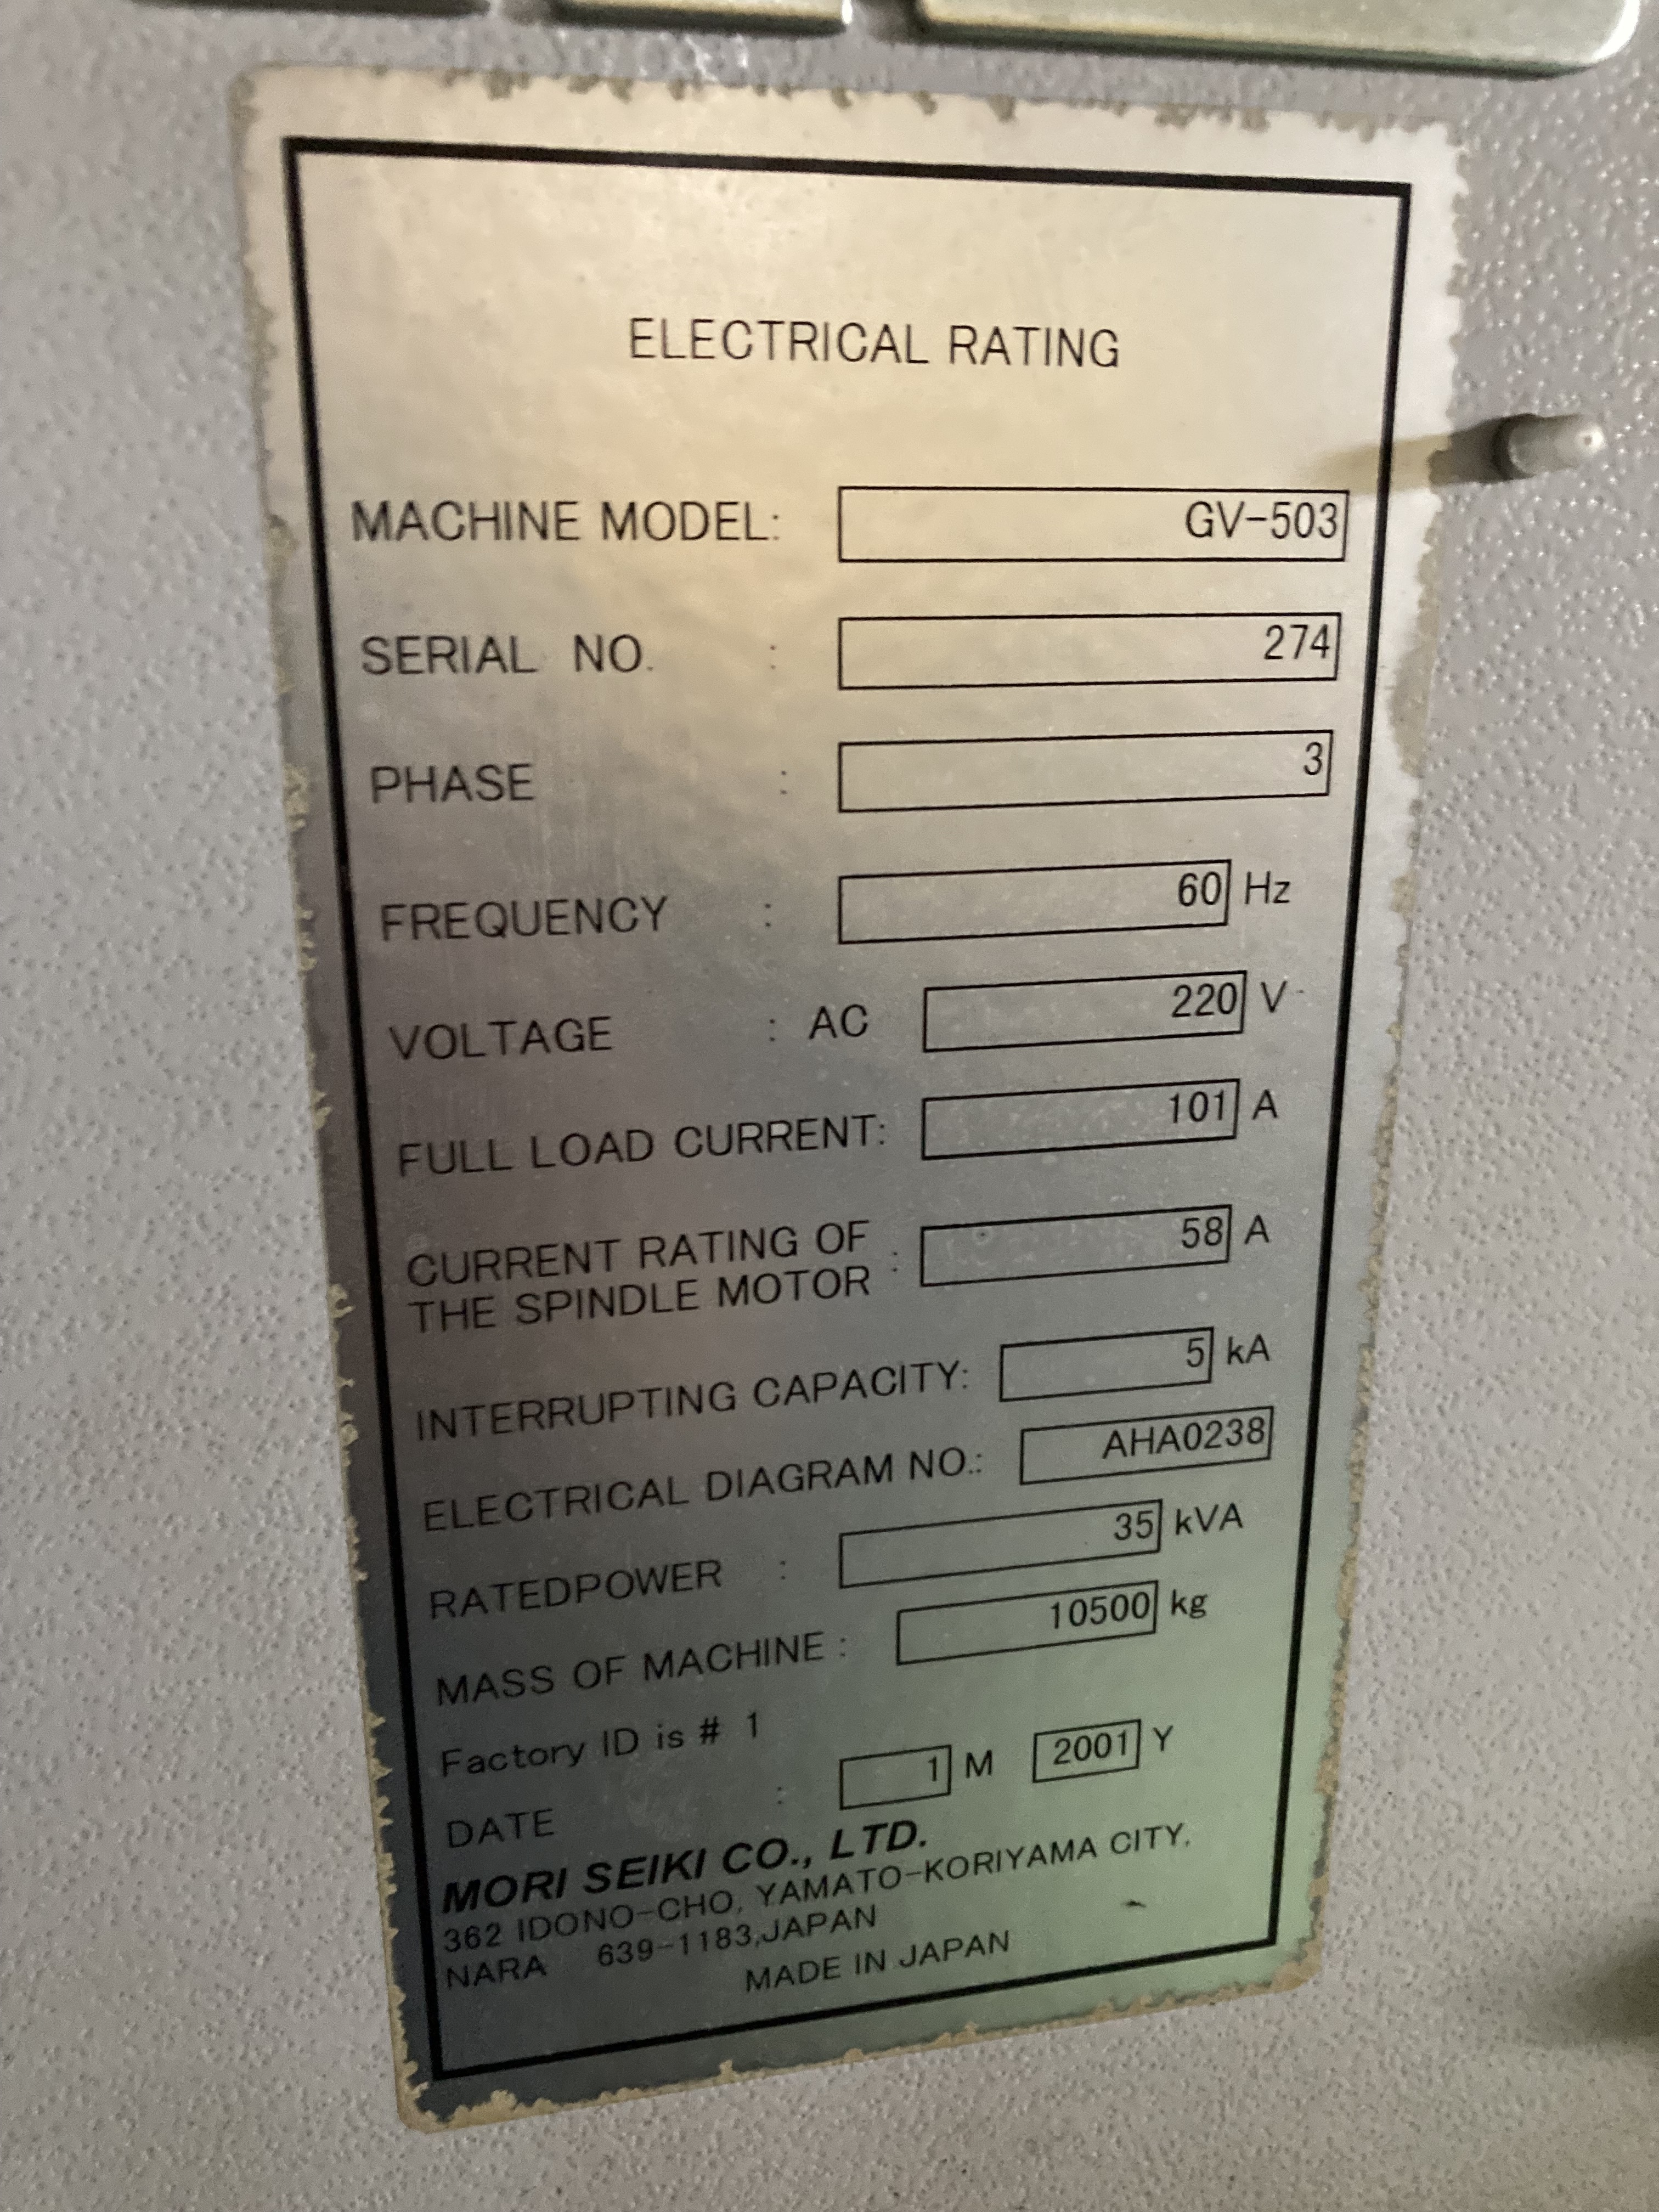 ELECTRICAL RATING
MACHINE MODEL: GV-503
SERIAL NO. : 274
PHASE : 3
FREQUENCY : 60 Hz
VOLTAGE : AC 220 V
FULL LOAD CURRENT: 101 A
CURRENT RATING OF
THE SPINDLE MOTOR : 58 A
INTERRUPTING CAPACITY: 5 kA
ELECTRICAL DIAGRAM NO.: AHA0238
RATEDPOWER : 35 kVA
MASS OF MACHINE : 10500 kg
Factory ID is # 1
DATE : 1 M 2001 Y
MORI SEIKI CO., LTD.
362 IDONO-CHO, YAMATO-KORIYAMA CITY,
NARA 639-1183,JAPAN
MADE IN JAPAN